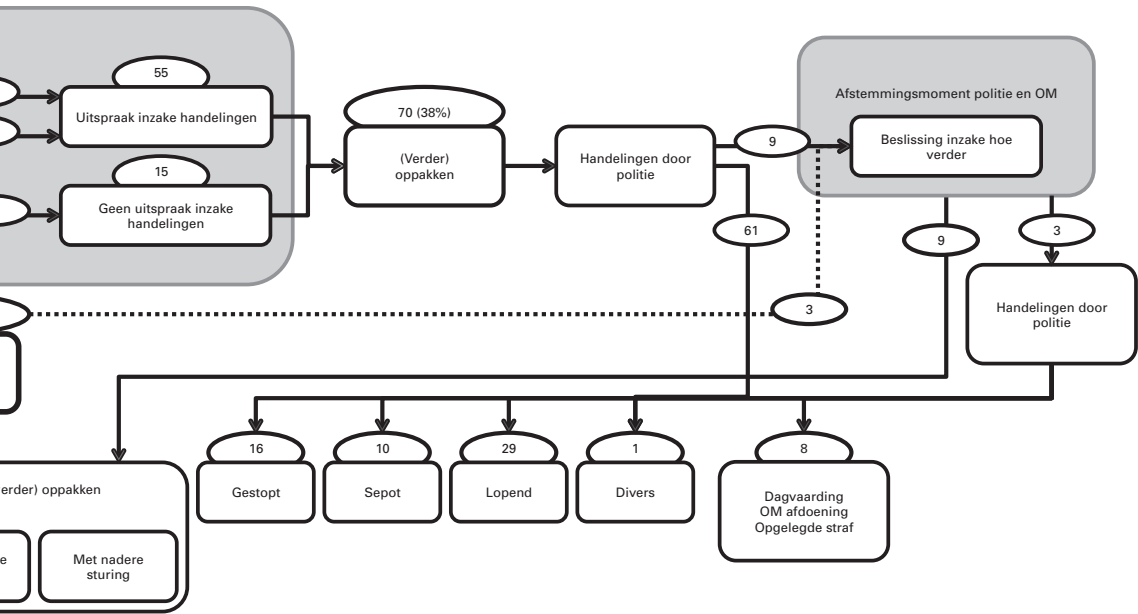 55
Uitspraak inzake handelingen
15
Geen uitspraak inzake
handelingen
70 (38%)
(Verder)
oppakken
Handelingen door
politie
9
61
3
Afstemmingsmoment politie en OM
Beslissing inzake hoe
verder
9
3
Handelingen door
politie
erder) oppakken
e
Met nadere
sturing
16
Gestopt
10
Sepot
29
Lopend
1
Divers
8
Dagvaarding
OM afdoening
Opgelegde straf